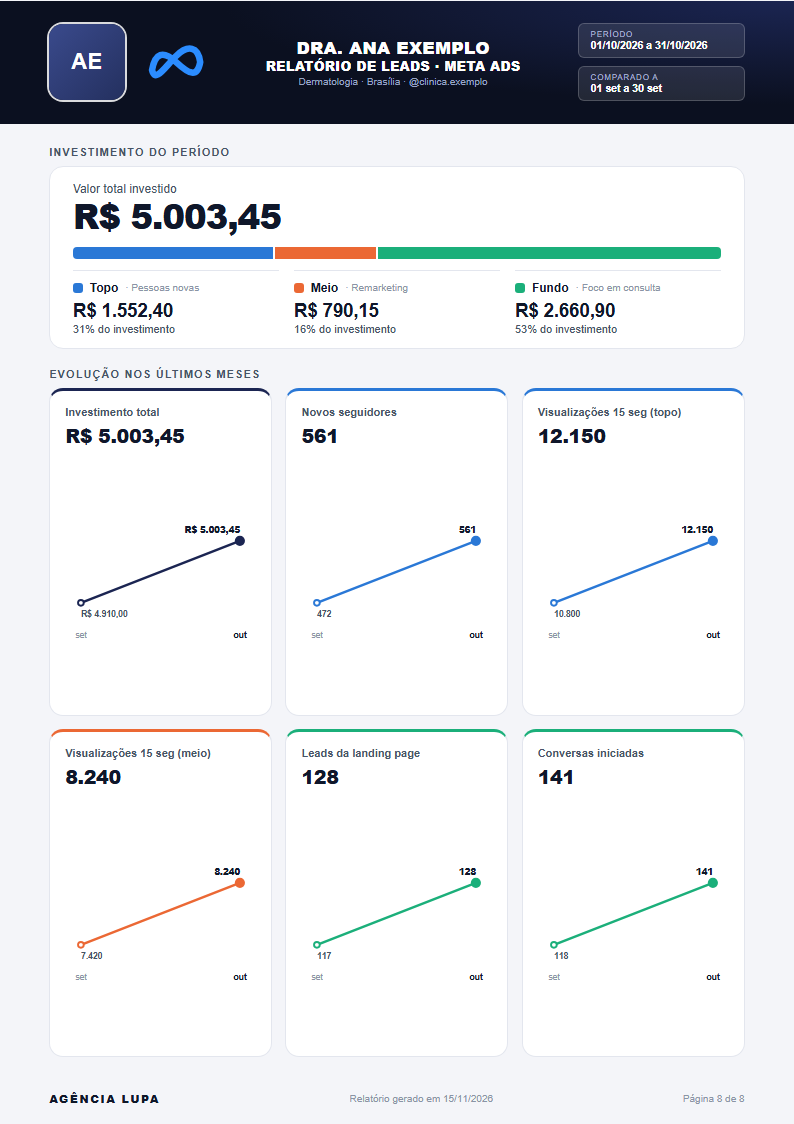 AE
DRA. ANA EXEMPLO
RELATÓRIO DE LEADS · META ADS
Dermatologia · Brasília · @clinica.exemplo
PERÍODO
01/10/2026 a 31/10/2026
COMPARADO A
01 set a 30 set
INVESTIMENTO DO PERÍODO
Valor total investido
R$ 5.003,45
Topo · Pessoas novas
R$ 1.552,40
31% do investimento
Meio · Remarketing
R$ 790,15
16% do investimento
Fundo · Foco em consulta
R$ 2.660,90
53% do investimento
EVOLUÇÃO NOS ÚLTIMOS MESES
Investimento total
R$ 5.003,45
R$ 5.003,45
R$ 4.910,00
set out
Novos seguidores
561
561
472
set out
Visualizações 15 seg (topo)
12.150
12.150
10.800
set out
Visualizações 15 seg (meio)
8.240
8.240
7.420
set out
Leads da landing page
128
128
117
set out
Conversas iniciadas
141
141
118
set out
AGÊNCIA LUPA
Relatório gerado em 15/11/2026
Página 8 de 8